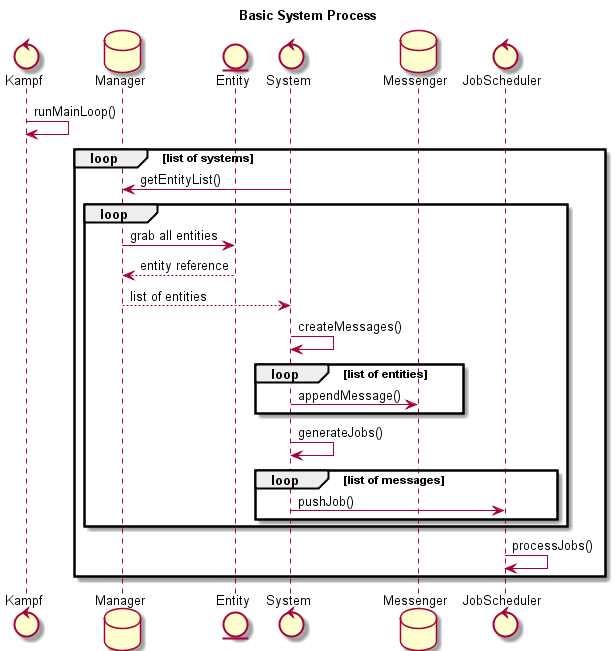 Basic System Process
Kampf Manager Entity System Messenger JobScheduler
runMainLoop()
loop [list of systems]
getEntityList()
loop
grab all entities
entity reference
list of entities
createMessages()
loop [list of entities]
appendMessage()
generateJobs()
loop [list of messages]
pushJob()
processJobs()
Kampf Manager Entity System Messenger JobScheduler